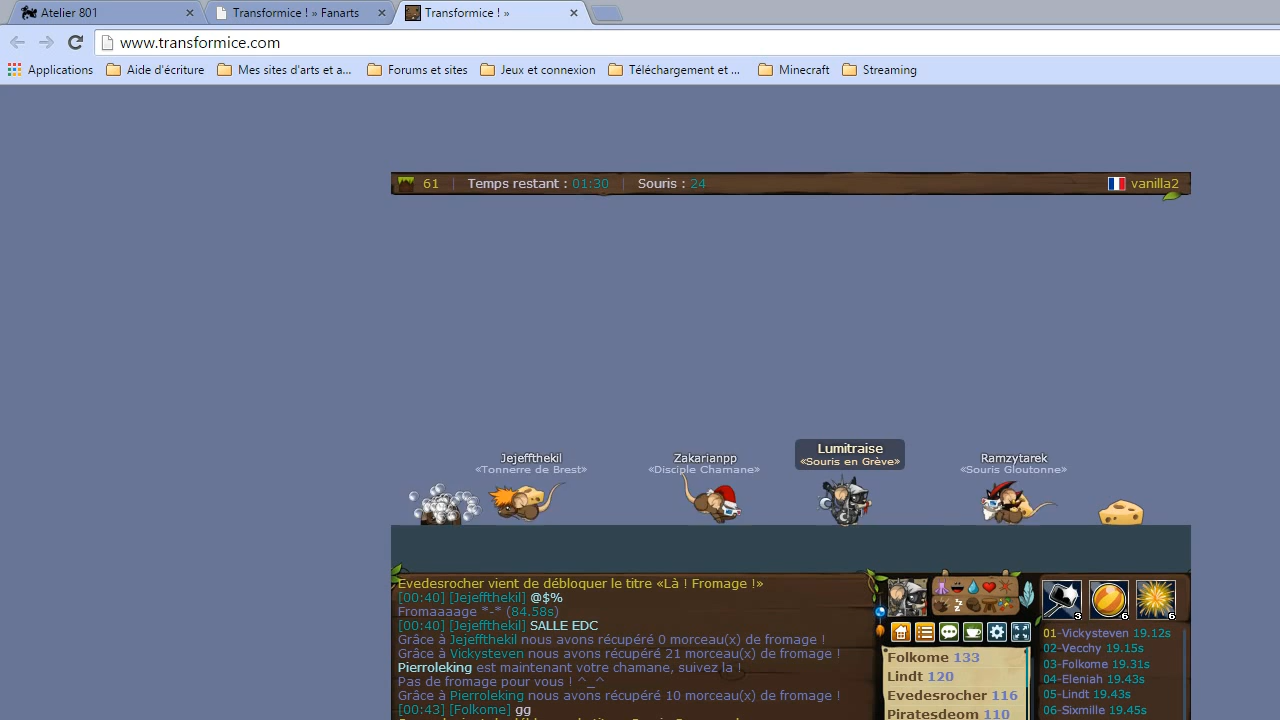 Atelier 801
Transformice ! » Fanarts
Transformice ! »
www.transformice.com
Applications
Aide d'écriture
Mes sites d'arts et a...
Forums et sites
Jeux et connexion
Téléchargement et ...
Minecraft
Streaming
61 | Temps restant : 01:30 | Souris : 24
vanilla2
Jejeffthekil
«Tonnerre de Brest»
Zakarianpp
«Disciple Chamane»
Lumitraise
«Souris en Grève»
Ramzytarek
«Souris Gloutonne»
Evedesrocher vient de débloquer le titre «Là ! Fromage !»
[00:40] [Jejeffthekil] @$%
Fromaaaage *-* (84.58s)
[00:40] [Jejeffthekil] SALLE EDC
Grâce à Jejeffthekil nous avons récupéré 0 morceau(x) de fromage !
Grâce à Vickysteven nous avons récupéré 21 morceau(x) de fromage !
Pierroleking est maintenant votre chamane, suivez la !
Pas de fromage pour vous ! ^_^
Grâce à Pierroleking nous avons récupéré 10 morceau(x) de fromage !
[00:43] [Folkome] gg
Folkome 133
Lindt 120
Evedesrocher 116
Piratesdeom 110
3
6
6
01-Vickysteven 19.12s
02-Vecchy 19.15s
03-Folkome 19.31s
04-Eleniah 19.43s
05-Lindt 19.43s
06-Sixmille 19.45s